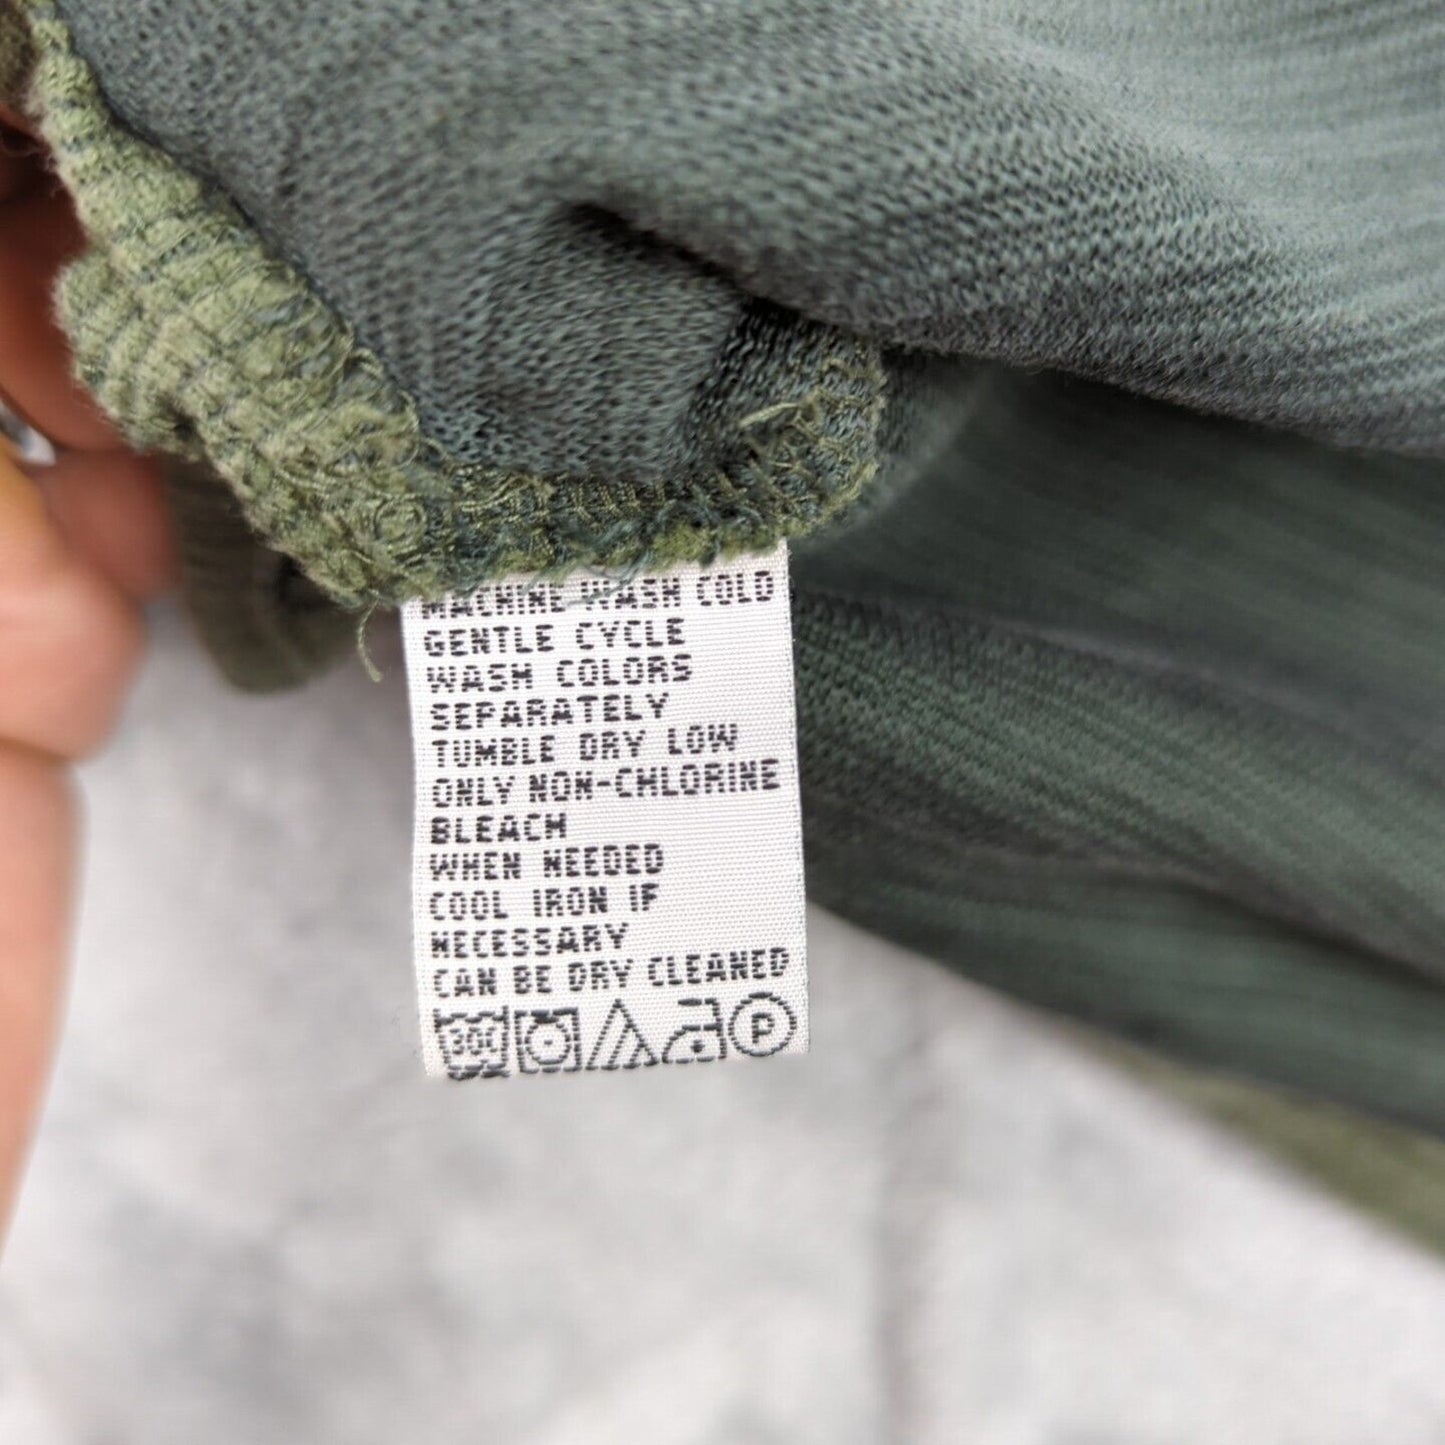 MACHINE WASH COLD
GENTLE CYCLE
WASH COLORS
SEPARATELY
TUMBLE DRY LOW
ONLY NON-CHLORINE
BLEACH
WHEN NEEDED
COOL IRON IF
NECESSARY
CAN BE DRY CLEANED
30C P